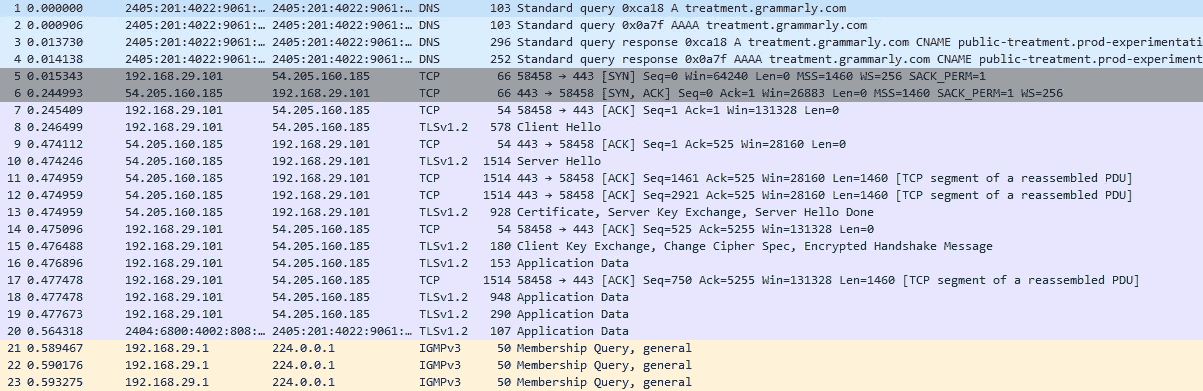 1 0.000000 2405:201:4022:9061:… 2405:201:4022:9061:… DNS 103 Standard query 0xca18 A treatment.grammarly.com
2 0.000906 2405:201:4022:9061:… 2405:201:4022:9061:… DNS 103 Standard query 0x0a7f AAAA treatment.grammarly.com
3 0.013730 2405:201:4022:9061:… 2405:201:4022:9061:… DNS 296 Standard query response 0xca18 A treatment.grammarly.com CNAME public-treatment.prod-experimentati
4 0.014138 2405:201:4022:9061:… 2405:201:4022:9061:… DNS 252 Standard query response 0x0a7f AAAA treatment.grammarly.com CNAME public-treatment.prod-experime
5 0.015343 192.168.29.101 54.205.160.185 TCP 66 58458 → 443 [SYN] Seq=0 Win=64240 Len=0 MSS=1460 WS=256 SACK_PERM=1
6 0.244993 54.205.160.185 192.168.29.101 TCP 66 443 → 58458 [SYN, ACK] Seq=0 Ack=1 Win=26883 Len=0 MSS=1460 SACK_PERM=1 WS=256
7 0.245409 192.168.29.101 54.205.160.185 TCP 54 58458 → 443 [ACK] Seq=1 Ack=1 Win=131328 Len=0
8 0.246499 192.168.29.101 54.205.160.185 TLSv1.2 578 Client Hello
9 0.474112 54.205.160.185 192.168.29.101 TCP 54 443 → 58458 [ACK] Seq=1 Ack=525 Win=28160 Len=0
10 0.474246 54.205.160.185 192.168.29.101 TLSv1.2 1514 Server Hello
11 0.474959 54.205.160.185 192.168.29.101 TCP 1514 443 → 58458 [ACK] Seq=1461 Ack=525 Win=28160 Len=1460 [TCP segment of a reassembled PDU]
12 0.474959 54.205.160.185 192.168.29.101 TCP 1514 443 → 58458 [ACK] Seq=2921 Ack=525 Win=28160 Len=1460 [TCP segment of a reassembled PDU]
13 0.474959 54.205.160.185 192.168.29.101 TLSv1.2 928 Certificate, Server Key Exchange, Server Hello Done
14 0.475096 192.168.29.101 54.205.160.185 TCP 54 58458 → 443 [ACK] Seq=525 Ack=5255 Win=131328 Len=0
15 0.476488 192.168.29.101 54.205.160.185 TLSv1.2 180 Client Key Exchange, Change Cipher Spec, Encrypted Handshake Message
16 0.476896 192.168.29.101 54.205.160.185 TLSv1.2 153 Application Data
17 0.477478 192.168.29.101 54.205.160.185 TCP 1514 58458 → 443 [ACK] Seq=750 Ack=5255 Win=131328 Len=1460 [TCP segment of a reassembled PDU]
18 0.477478 192.168.29.101 54.205.160.185 TLSv1.2 948 Application Data
19 0.477673 192.168.29.101 54.205.160.185 TLSv1.2 290 Application Data
20 0.564318 2404:6800:4002:808:… 2405:201:4022:9061:… TLSv1.2 107 Application Data
21 0.589467 192.168.29.1 224.0.0.1 IGMPv3 50 Membership Query, general
22 0.590176 192.168.29.1 224.0.0.1 IGMPv3 50 Membership Query, general
23 0.593275 192.168.29.1 224.0.0.1 IGMPv3 50 Membership Query, general